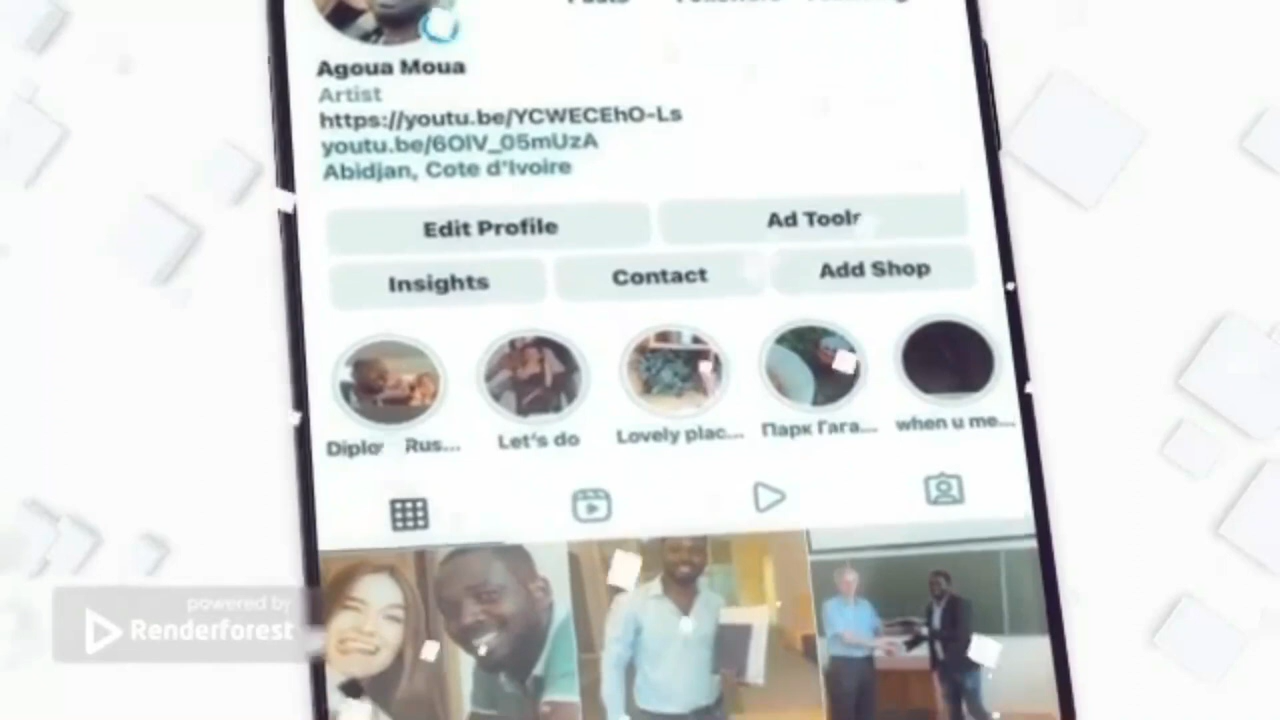 Agoua Moua
Artist
https://youtu.be/YCWECEhO-Ls
youtu.be/6OIV_05mUzA
Abidjan, Cote d'Ivoire
Edit Profile
Ad Tools
Insights
Contact
Add Shop
Rus...
Let's do
Lovely plac...
Парк Гага...
when u me...
powered by
Renderforest